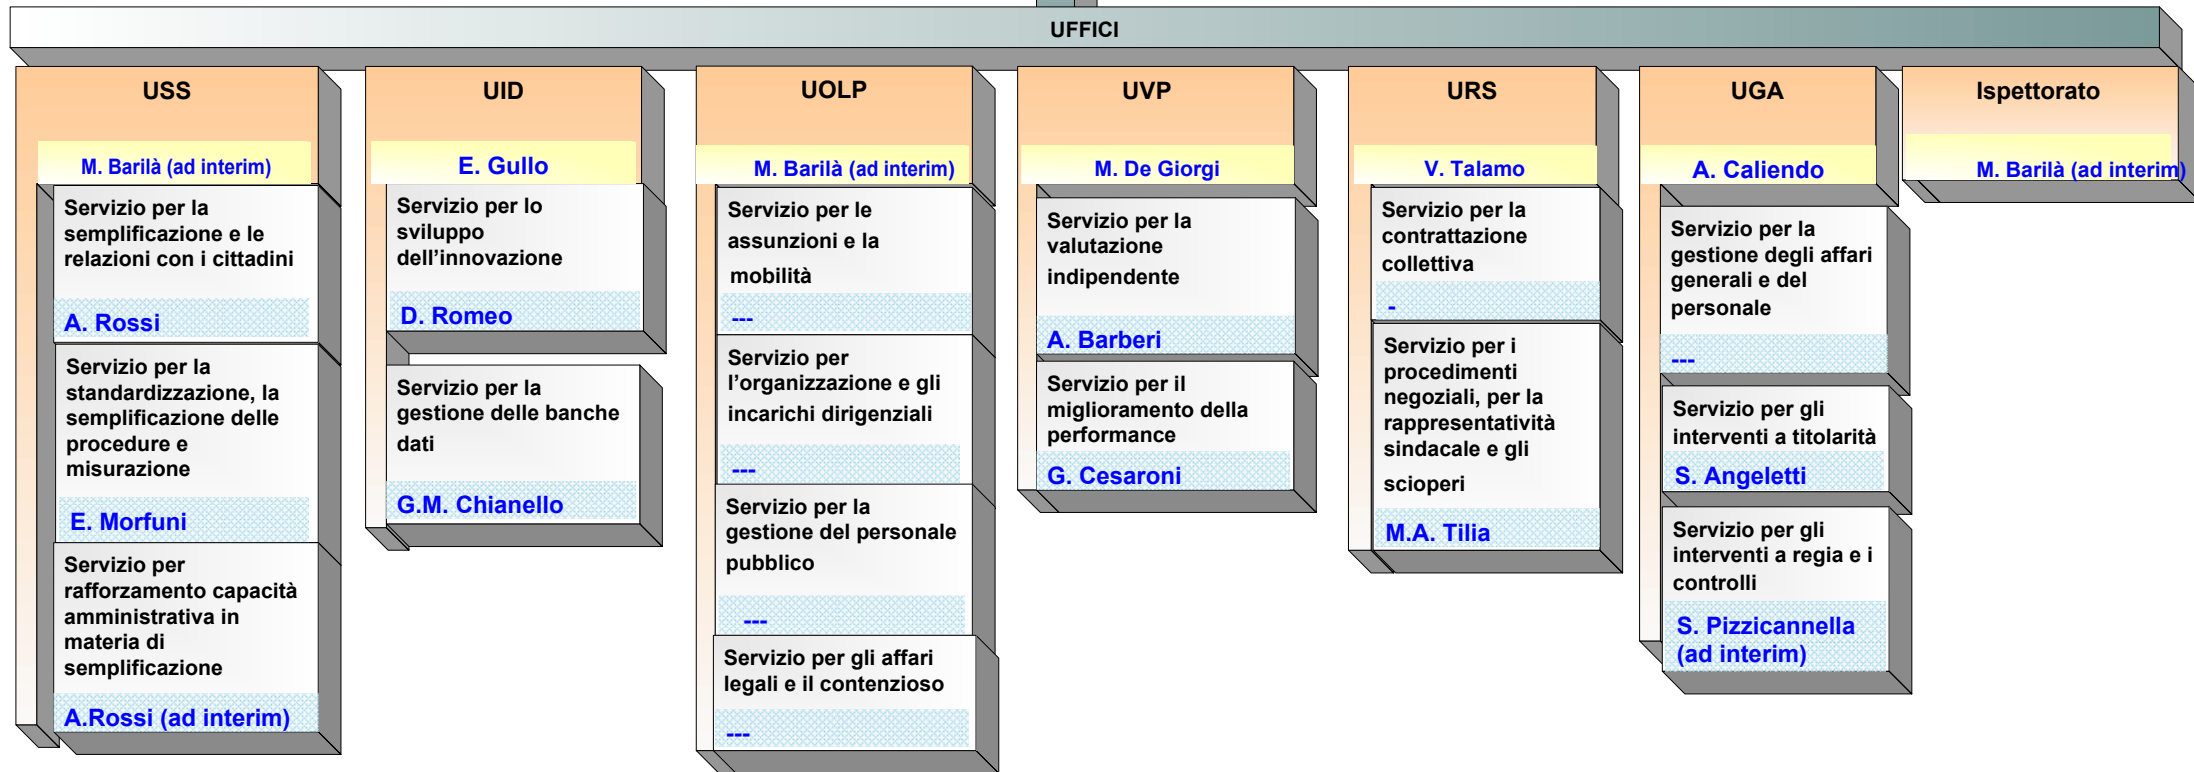 UFFICI
USS
M. Barilà (ad interim)
Servizio per la
semplificazione e le
relazioni con i cittadini
A. Rossi
Servizio per la
standardizzazione, la
semplificazione delle
procedure e
misurazione
E. Morfuni
Servizio per
rafforzamento capacità
amministrativa in
materia di
semplificazione
A.Rossi (ad interim)
UID
E. Gullo
Servizio per lo
sviluppo
dell’innovazione
D. Romeo
Servizio per la
gestione delle banche
dati
G.M. Chianello
UOLP
M. Barilà (ad interim)
Servizio per le
assunzioni e la
mobilità
---
Servizio per
l’organizzazione e gli
incarichi dirigenziali
---
Servizio per la
gestione del personale
pubblico
---
Servizio per gli affari
legali e il contenzioso
---
UVP
M. De Giorgi
Servizio per la
valutazione
indipendente
A. Barberi
Servizio per il
miglioramento della
performance
G. Cesaroni
URS
V. Talamo
Servizio per la
contrattazione
collettiva
-
Servizio per i
procedimenti
negoziali, per la
rappresentatività
sindacale e gli
scioperi
M.A. Tilia
UGA
A. Caliendo
Servizio per la
gestione degli affari
generali e del
personale
---
Servizio per gli
interventi a titolarità
S. Angeletti
Servizio per gli
interventi a regia e i
controlli
S. Pizzicannella
(ad interim)
Ispettorato
M. Barilà (ad interim)